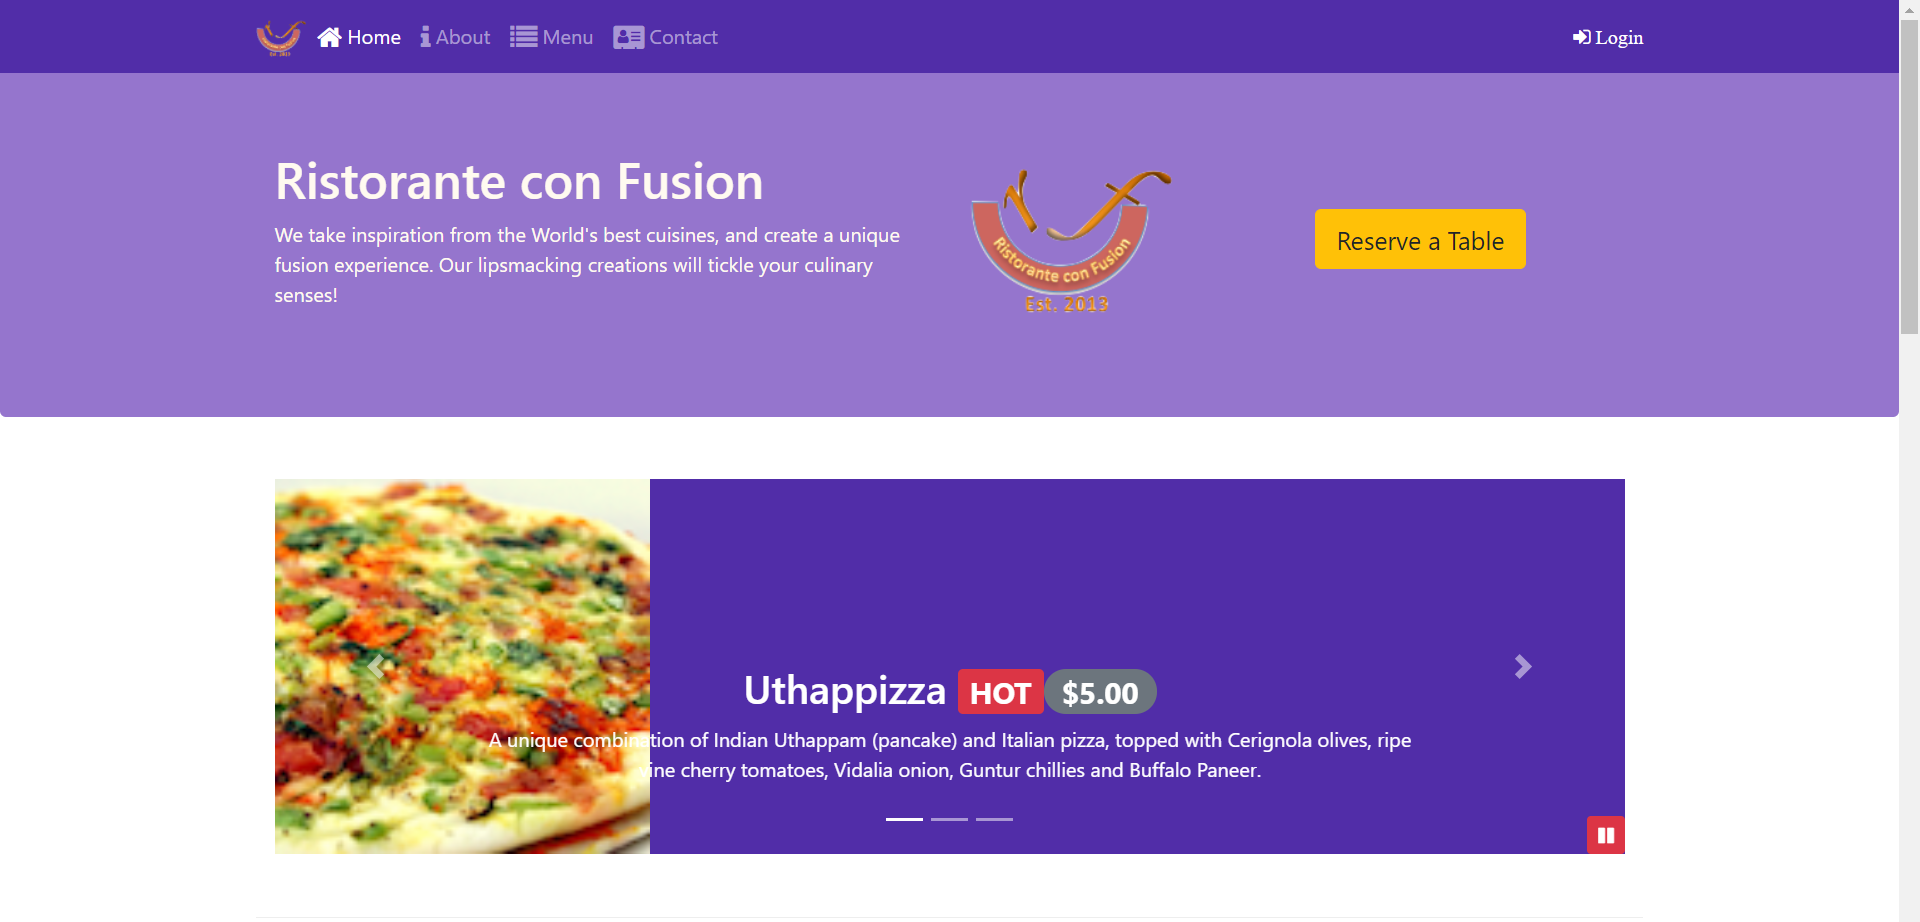 Home About Menu Contact Login
Ristorante con Fusion
We take inspiration from the World's best cuisines, and create a unique
fusion experience. Our lipsmacking creations will tickle your culinary
senses!
Ristorante con Fusion
Est. 2013
Reserve a Table
Uthappizza HOT $5.00
A unique combination of Indian Uthappam (pancake) and Italian pizza, topped with Cerignola olives, ripe
vine cherry tomatoes, Vidalia onion, Guntur chillies and Buffalo Paneer.